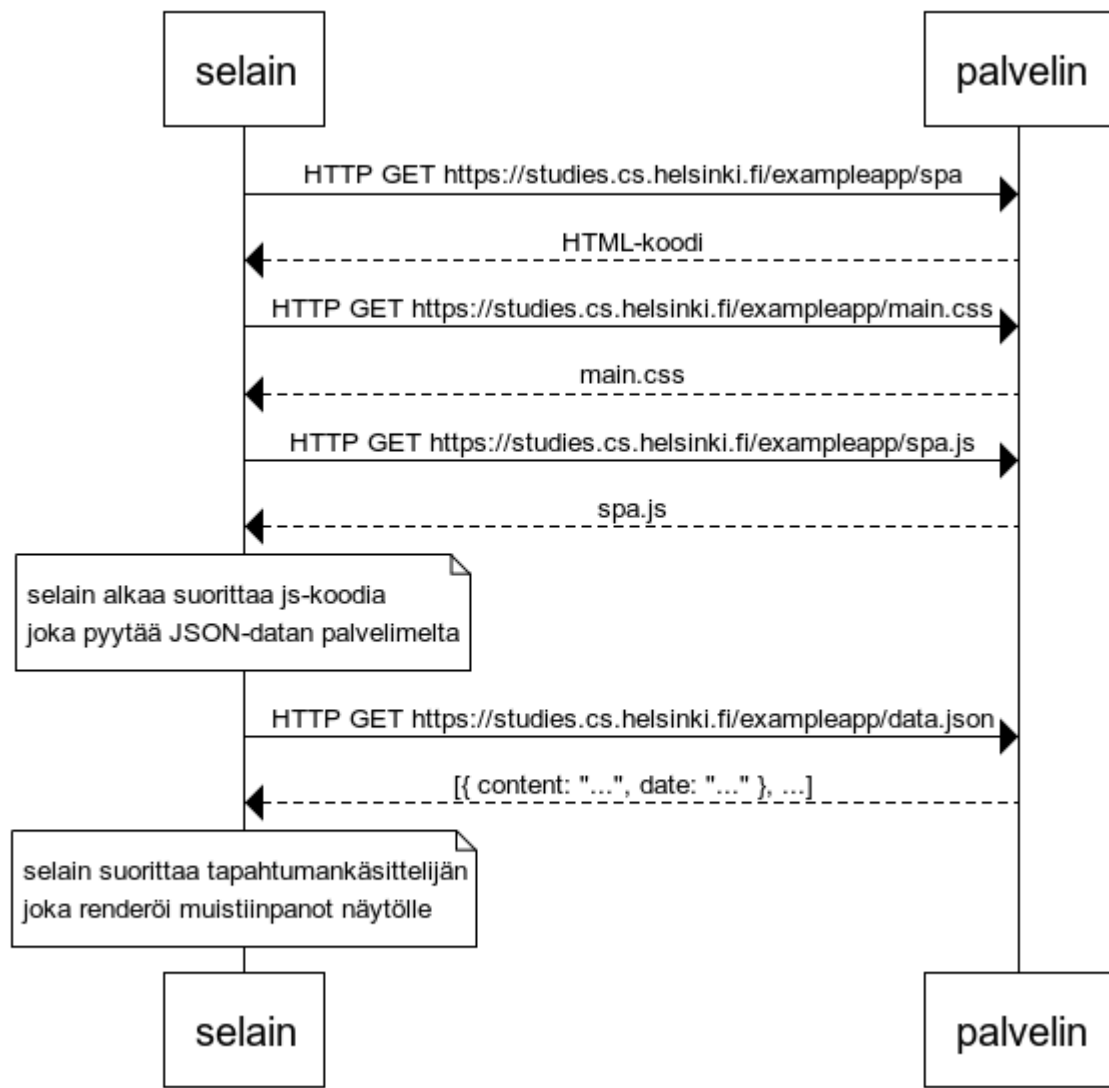 selain
palvelin
HTTP GET https://studies.cs.helsinki.fi/exampleapp/spa
HTML-koodi
HTTP GET https://studies.cs.helsinki.fi/exampleapp/main.css
main.css
HTTP GET https://studies.cs.helsinki.fi/exampleapp/spa.js
spa.js
selain alkaa suorittaa js-koodia
joka pyytää JSON-datan palvelimelta
HTTP GET https://studies.cs.helsinki.fi/exampleapp/data.json
[{ content: "...", date: "..." }, ...]
selain suorittaa tapahtumankäsittelijän
joka renderöi muistiinpanot näytölle
selain
palvelin